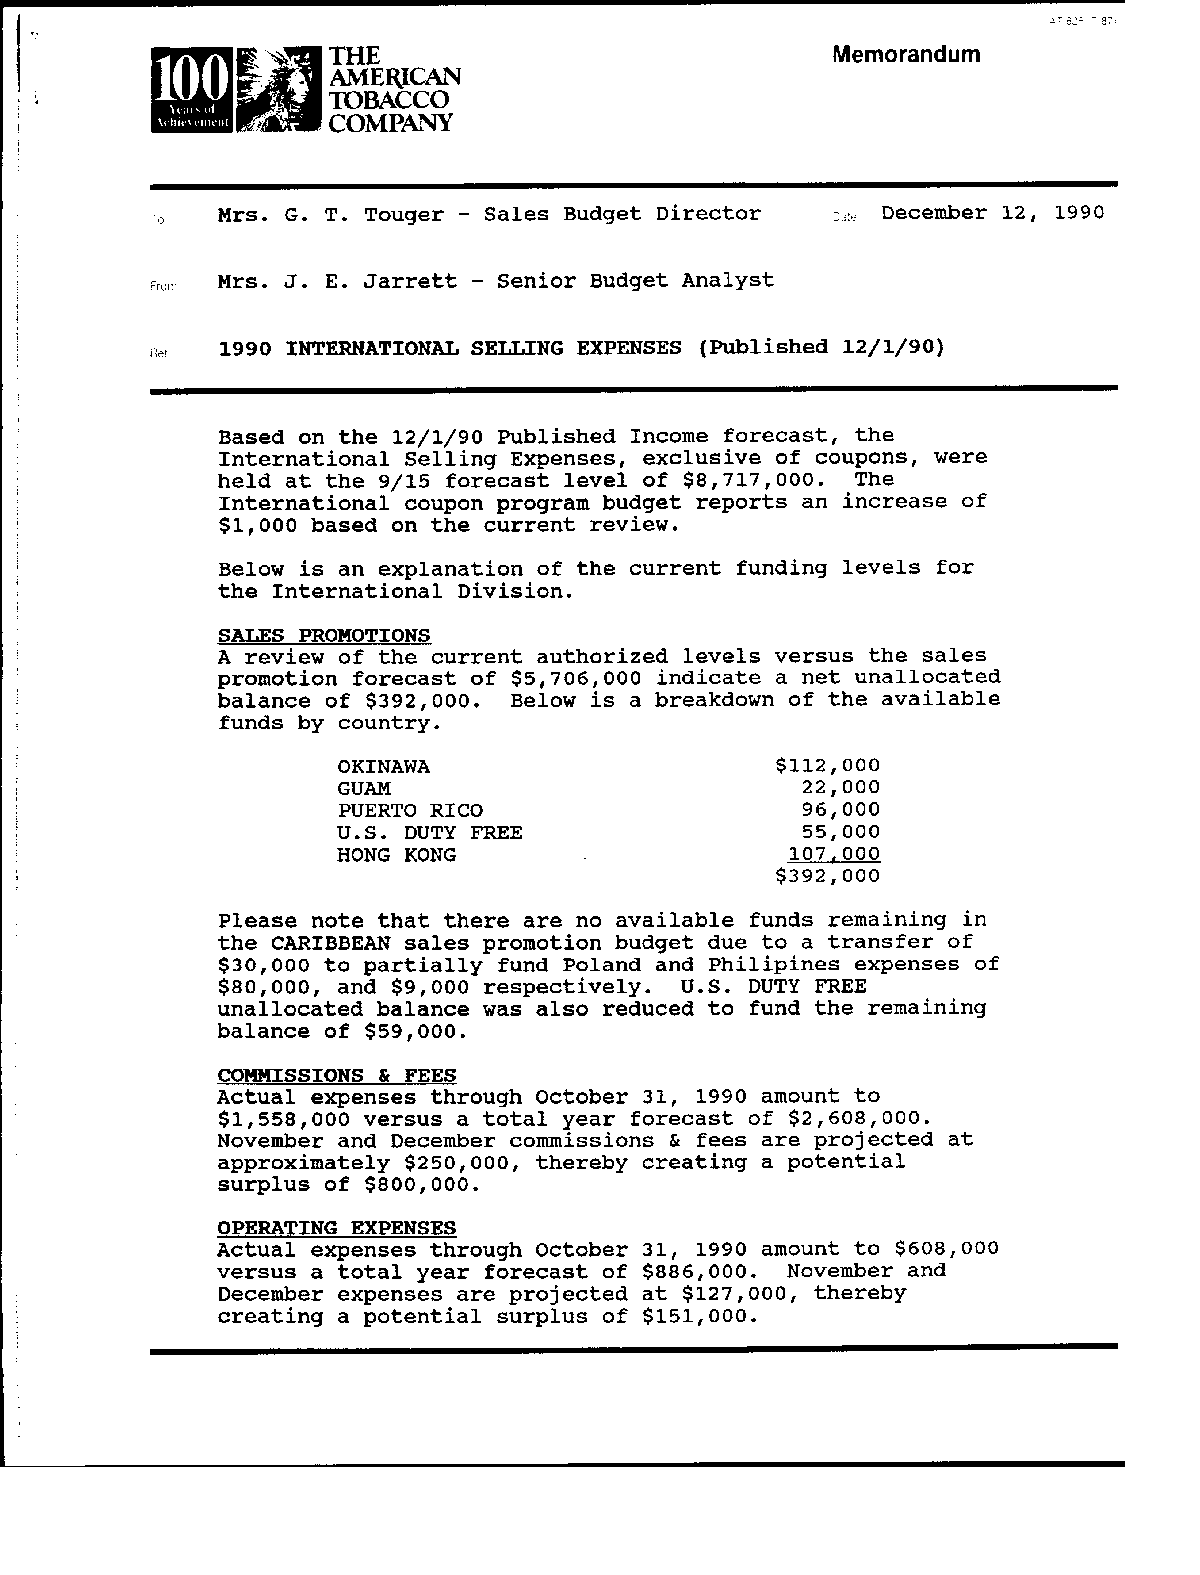 100
Years of
Achievement
THE
AMERICAN
TOBACCO
COMPANY
Memorandum
To Mrs. G. T. Touger - Sales Budget Director Date December 12, 1990
From Mrs. J. E. Jarrett - Senior Budget Analyst
1990 INTERNATIONAL SELLING EXPENSES (Published 12/1/90)
Based on the 12/1/90 Published Income forecast, the
International Selling Expenses, exclusive of coupons, were
held at the 9/15 forecast level of $8,717,000. The
International coupon program budget reports an increase of
$1,000 based on the current review.
Below is an explanation of the current funding levels for
the International Division.
SALES PROMOTIONS
A review of the current authorized levels versus the sales
promotion forecast of $5,706,000 indicate a net unallocated
balance of $392,000. Below is a breakdown of the available
funds by country.
OKINAWA $112,000
GUAM 22,000
PUERTO RICO 96,000
U.S. DUTY FREE 55,000
HONG KONG 107,000
$392,000
Please note that there are no available funds remaining in
the CARIBBEAN sales promotion budget due to a transfer of
$30,000 to partially fund Poland and Philipines expenses of
$80,000, and $9,000 respectively. U.S. DUTY FREE
unallocated balance was also reduced to fund the remaining
balance of $59,000.
COMMISSIONS & FEES
Actual expenses through October 31, 1990 amount to
$1,558,000 versus a total year forecast of $2,608,000.
November and December commissions & fees are projected at
approximately $250,000, thereby creating a potential
surplus of $800,000.
OPERATING EXPENSES
Actual expenses through October 31, 1990 amount to $608,000
versus a total year forecast of $886,000. November and
December expenses are projected at $127,000, thereby
creating a potential surplus of $151,000.